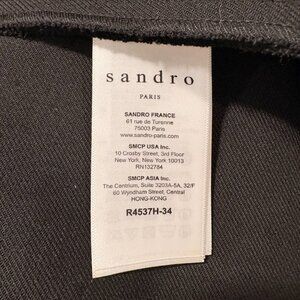 sandro
PARIS
SANDRO FRANCE
61 rue de Turenne
75003 Paris
www.sandro-paris.com
SMCP USA Inc.
10 Crosby Street, 3rd Floor
New York, New York 10013
RN132784
SMCP ASIA Inc.
The Centrium, Suite 3203A-5A, 32/F
60 Wyndham Street, Central
HONG-KONG
R4537H-34